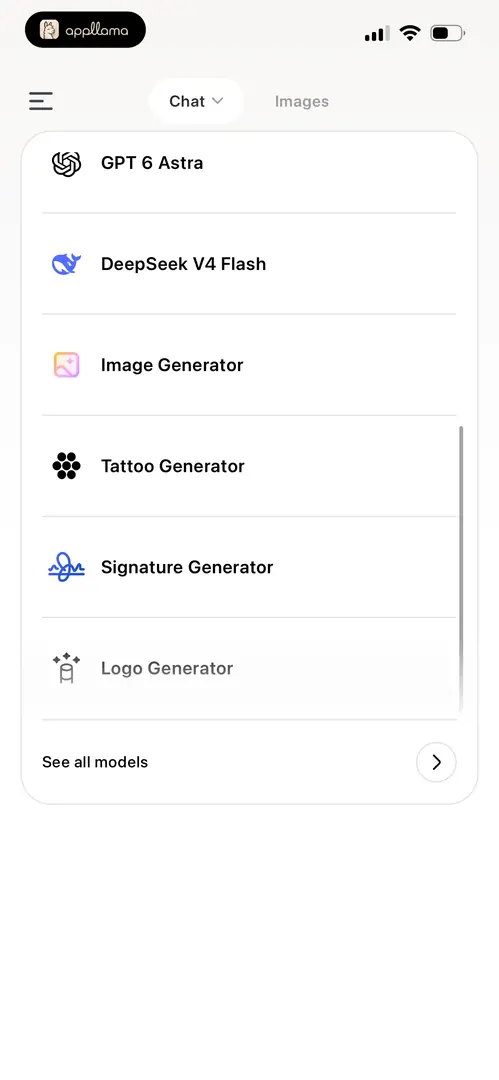 appllama
Chat
Images
GPT 6 Astra
DeepSeek V4 Flash
Image Generator
Tattoo Generator
Signature Generator
Logo Generator
See all models